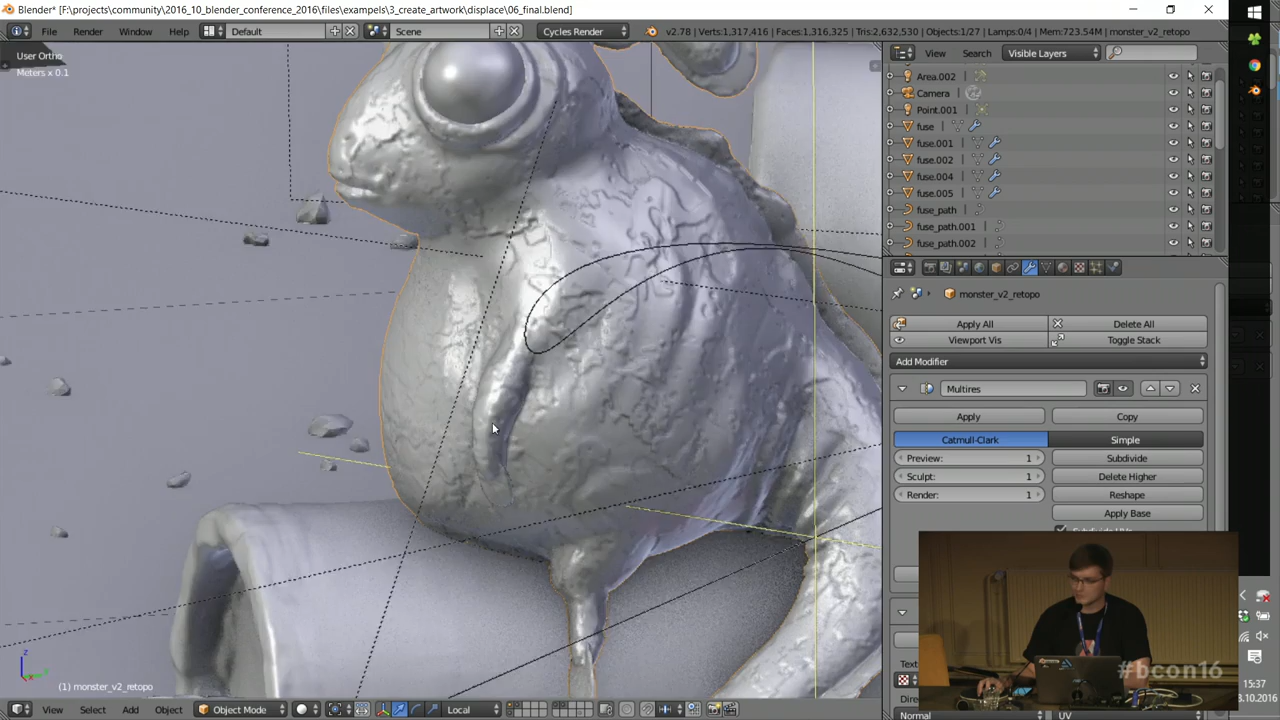 Blender* [F:\projects\community\2016_10_blender_conference_2016\files\exampels\3_create_artwork\displace\06_final.blend]
File Render Window Help Default Scene Cycles Render v2.78 | Verts:1,317,416 | Faces:1,316,325 | Tris:2,632,530 | Objects:1/27 | Lamps:0/4 | Mem:723.54M | monster_v2_retopo
User Ortho
Meters x 0.1
View Search Visible Layers
Area.002
Camera
Point.001
fuse
fuse.001
fuse.002
fuse.004
fuse.005
fuse_path
fuse_path.001
fuse_path.002
monster_v2_retopo
Apply All Delete All
Viewport Vis Toggle Stack
Add Modifier
Multires
Apply Copy
Catmull-Clark Simple
Preview: 1 Subdivide
Sculpt: 1 Delete Higher
Render: 1 Reshape
Apply Base
Text
Dire
Normal UV
#bcon16
15:37
z
(1) monster_v2_retopo
View Select Add Object Object Mode Local